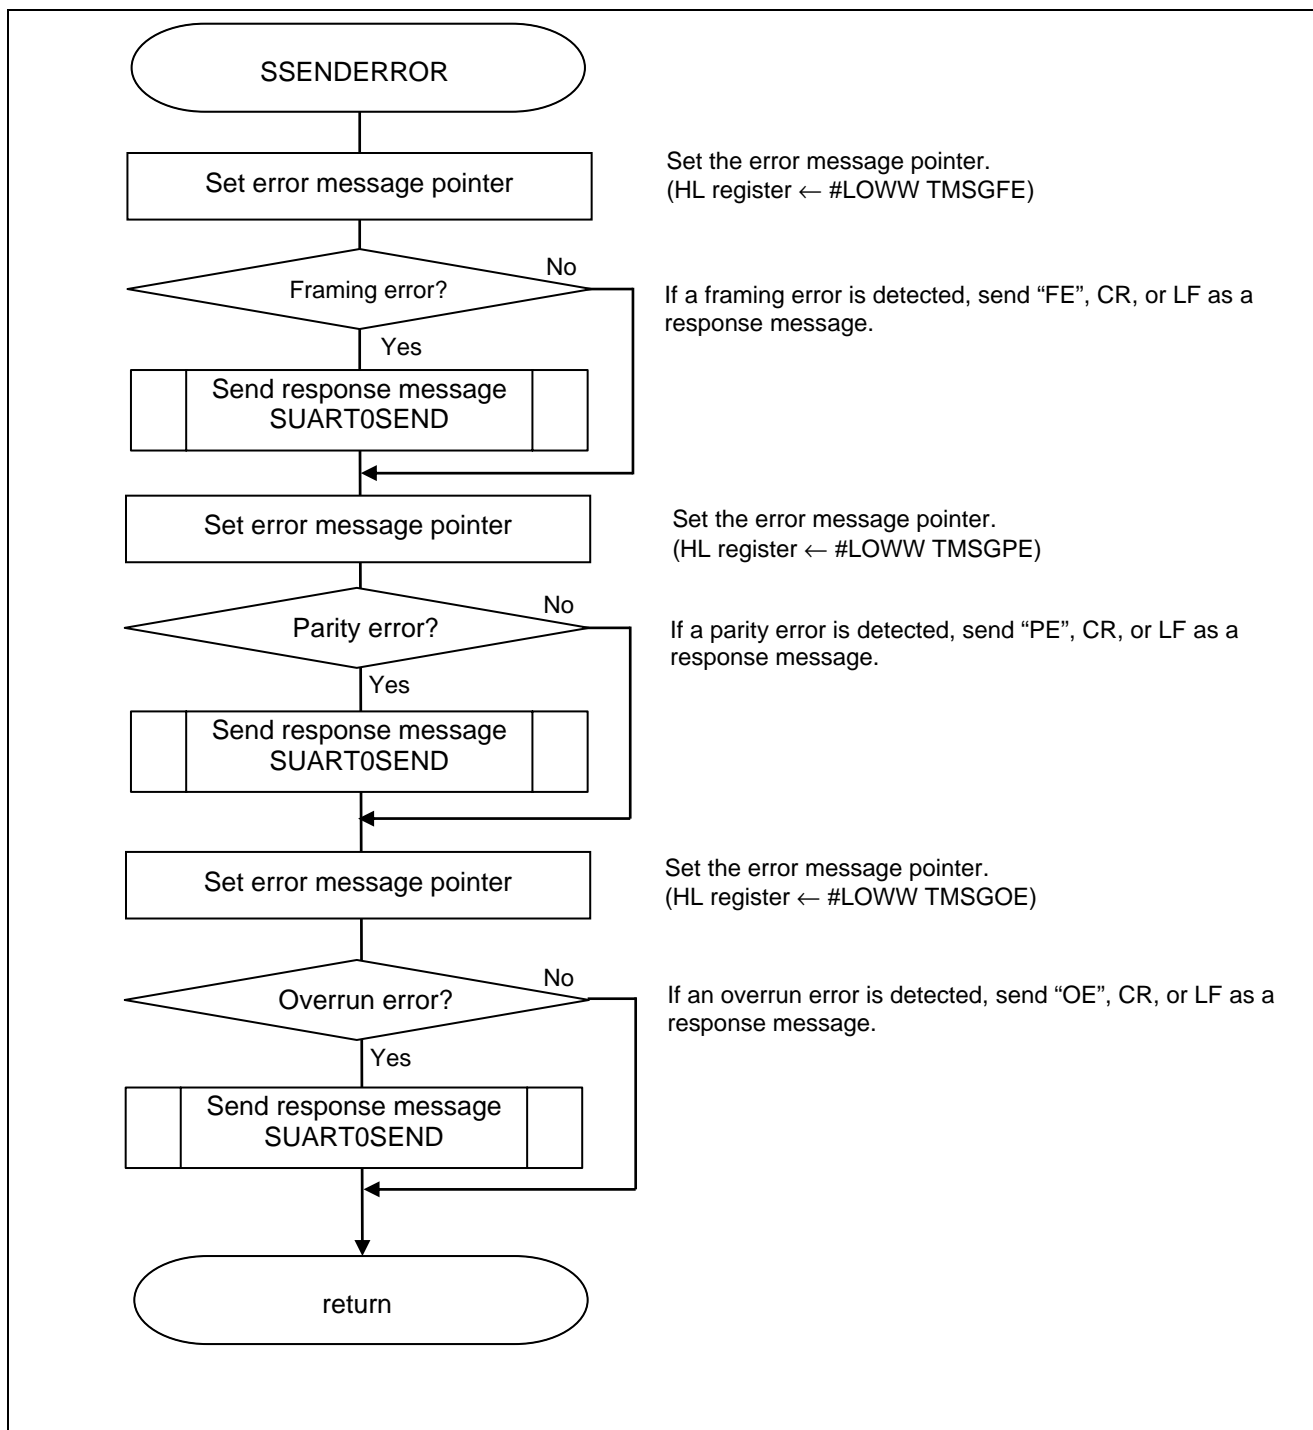 SSENDERROR
Set error message pointer
Set the error message pointer.
(HL register ← #LOWW TMSGFE)
Framing error?
No
If a framing error is detected, send “FE”, CR, or LF as a
response message.
Yes
Send response message
SUART0SEND
Set error message pointer
Set the error message pointer.
(HL register ← #LOWW TMSGPE)
Parity error?
No
If a parity error is detected, send “PE”, CR, or LF as a
response message.
Yes
Send response message
SUART0SEND
Set error message pointer
Set the error message pointer.
(HL register ← #LOWW TMSGOE)
Overrun error?
No
If an overrun error is detected, send “OE”, CR, or LF as a
response message.
Yes
Send response message
SUART0SEND
return